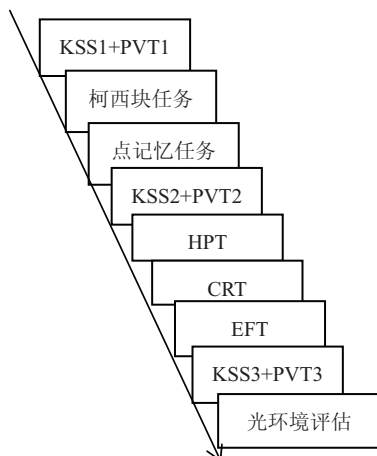 KSS1+PVT1
柯西块任务
点记忆任务
KSS2+PVT2
HPT
CRT
EFT
KSS3+PVT3
光环境评估